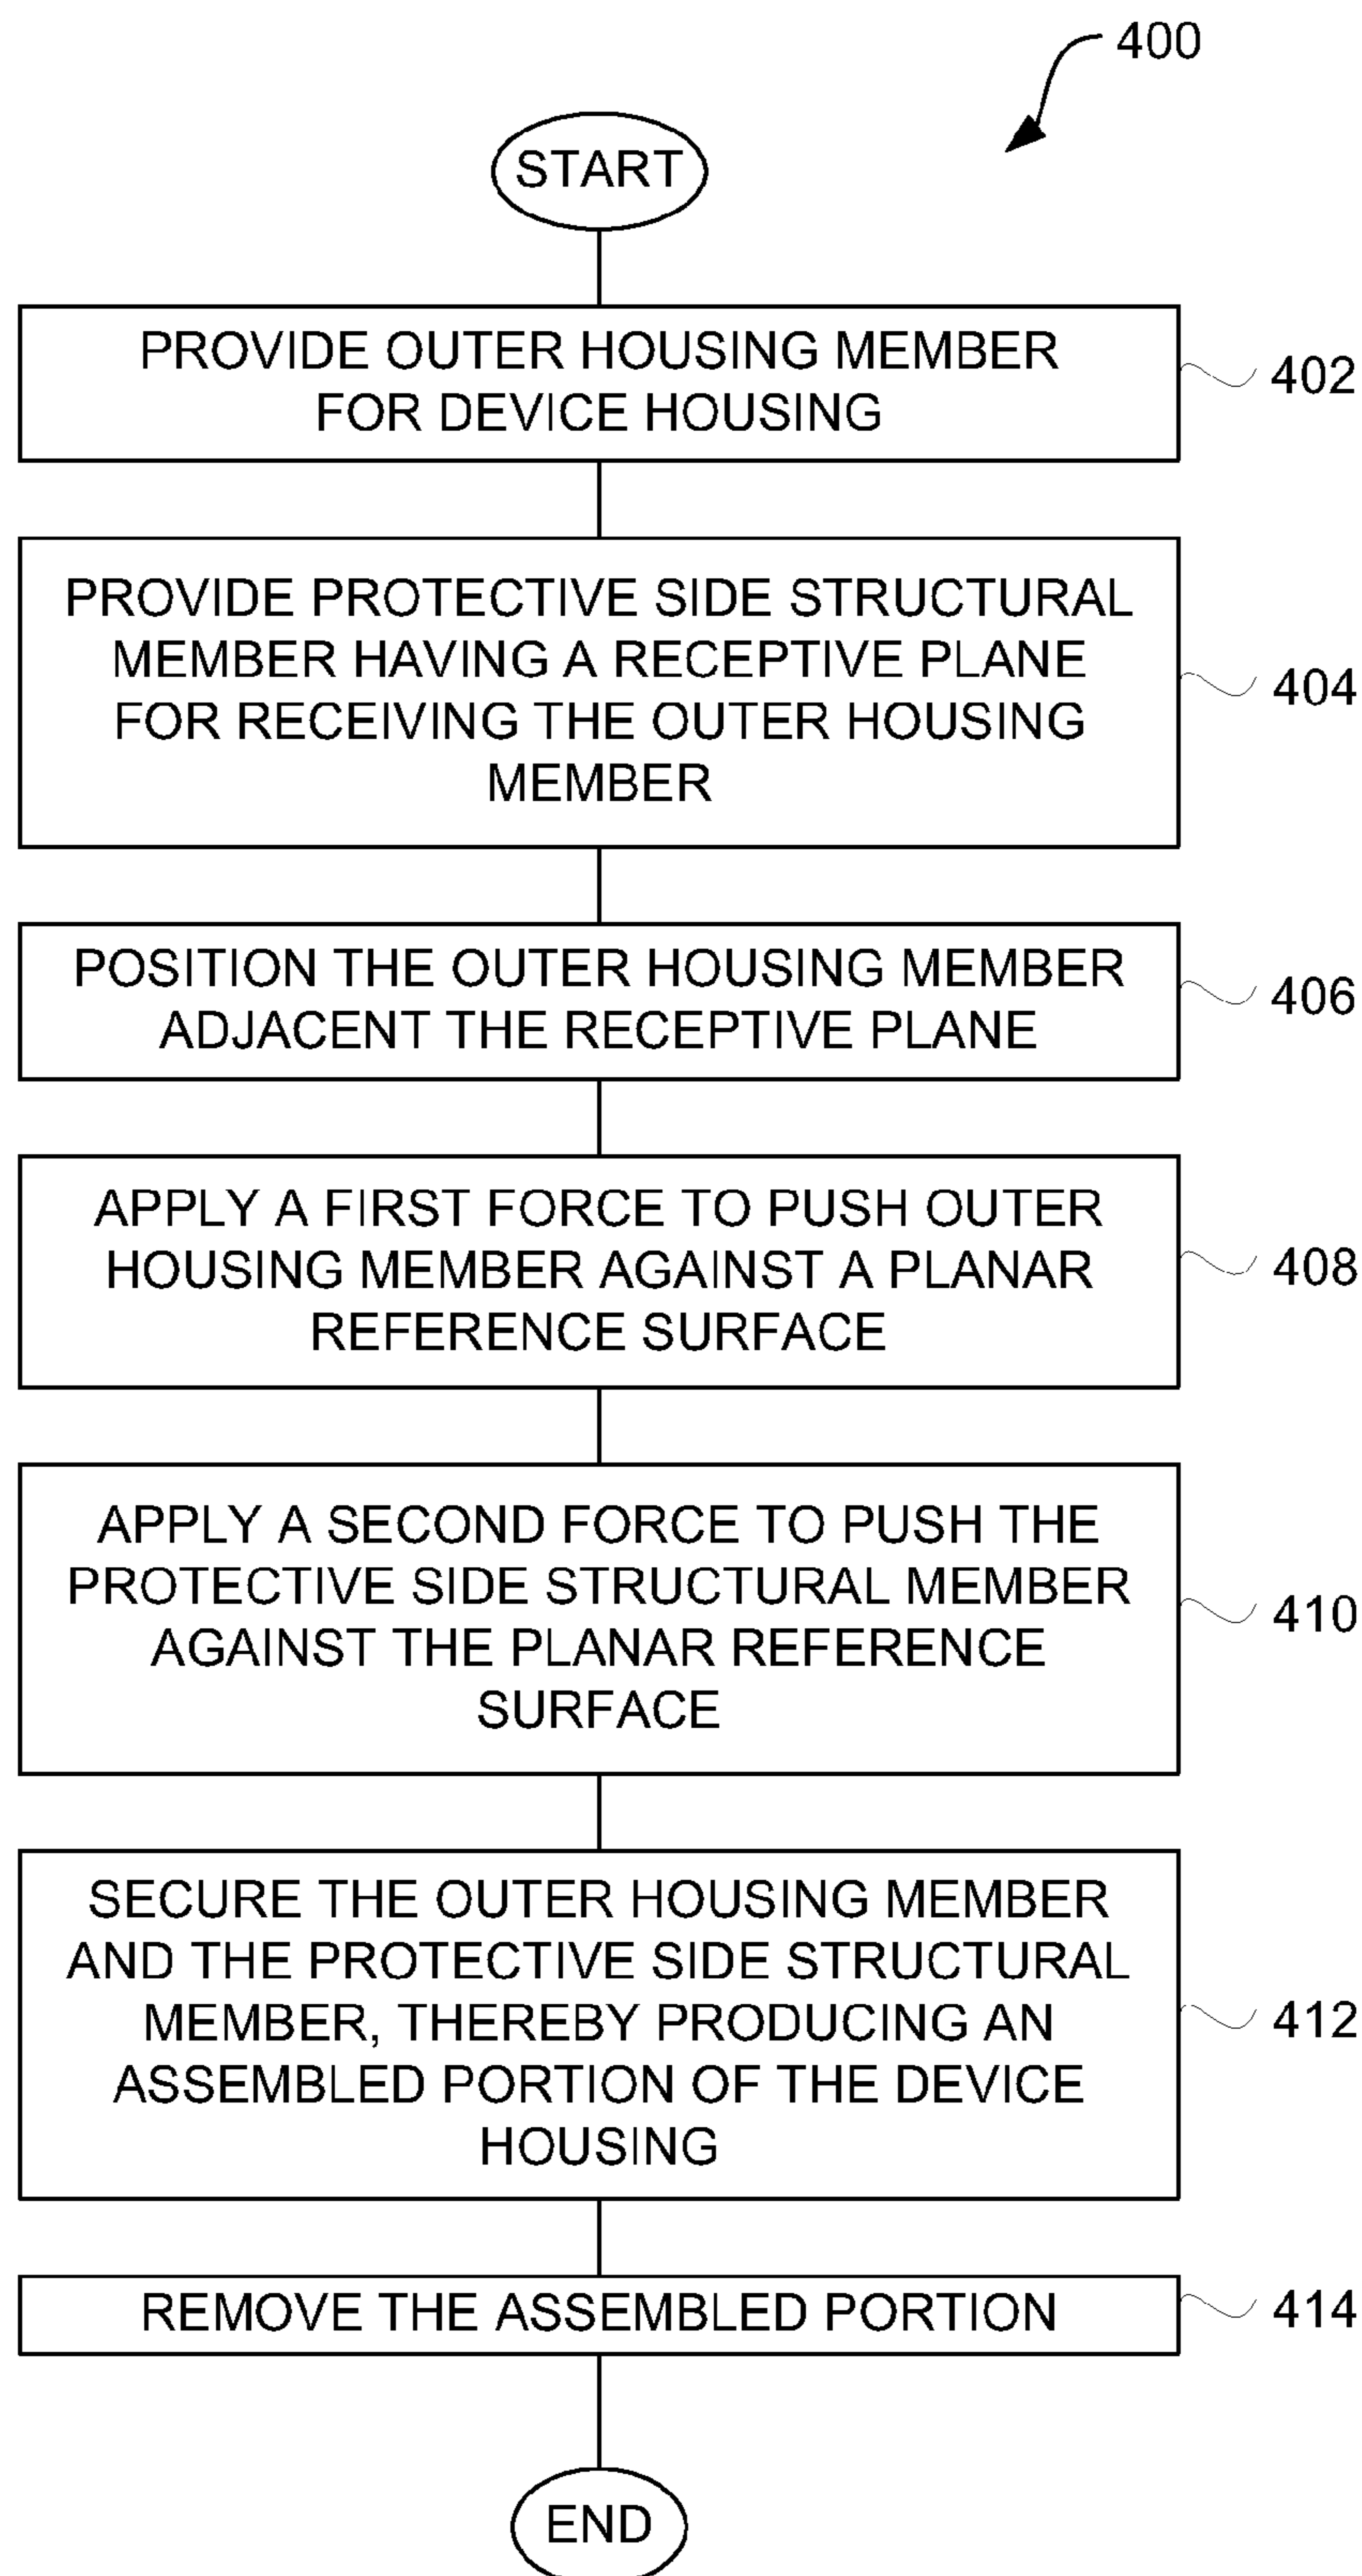 400
START
PROVIDE OUTER HOUSING MEMBER
FOR DEVICE HOUSING
402
PROVIDE PROTECTIVE SIDE STRUCTURAL
MEMBER HAVING A RECEPTIVE PLANE
FOR RECEIVING THE OUTER HOUSING
MEMBER
404
POSITION THE OUTER HOUSING MEMBER
ADJACENT THE RECEPTIVE PLANE
406
APPLY A FIRST FORCE TO PUSH OUTER
HOUSING MEMBER AGAINST A PLANAR
REFERENCE SURFACE
408
APPLY A SECOND FORCE TO PUSH THE
PROTECTIVE SIDE STRUCTURAL MEMBER
AGAINST THE PLANAR REFERENCE
SURFACE
410
SECURE THE OUTER HOUSING MEMBER
AND THE PROTECTIVE SIDE STRUCTURAL
MEMBER, THEREBY PRODUCING AN
ASSEMBLED PORTION OF THE DEVICE
HOUSING
412
REMOVE THE ASSEMBLED PORTION
414
END